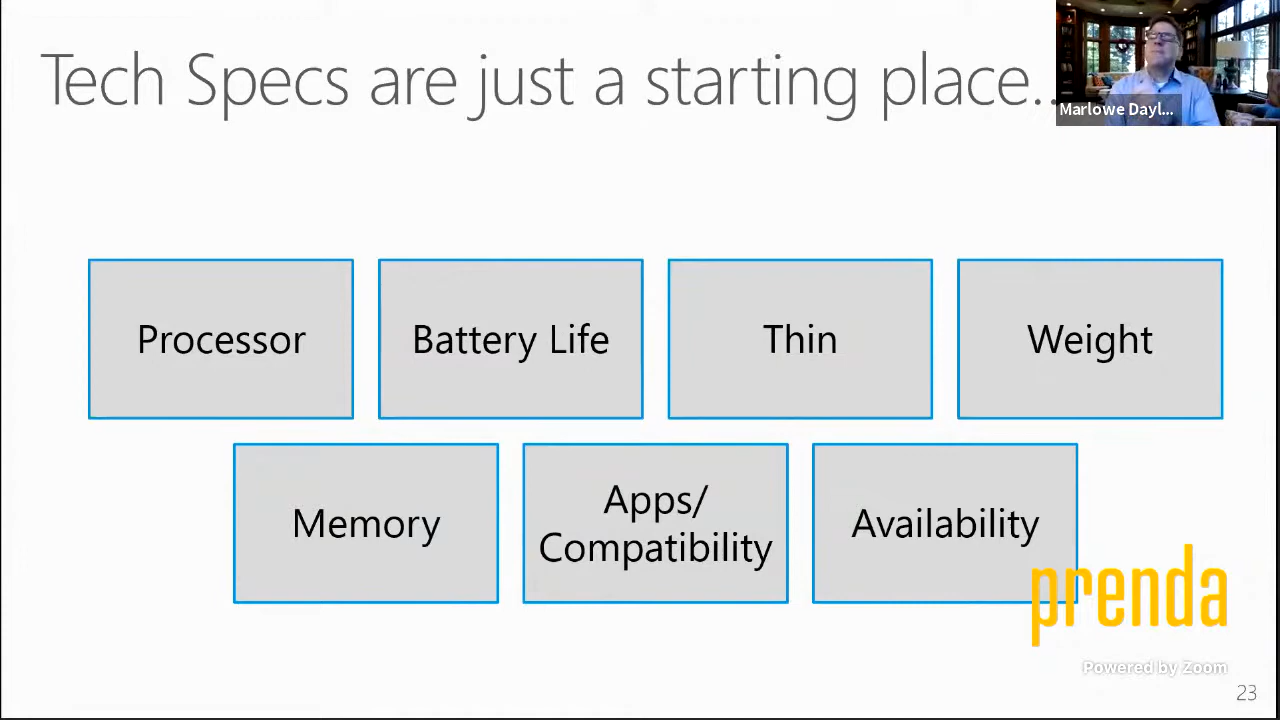 Tech Specs are just a starting place..
Marlowe Dayl...
Processor
Battery Life
Thin
Weight
Memory
Apps/
Compatibility
Availability
prenda
Powered by Zoom
23